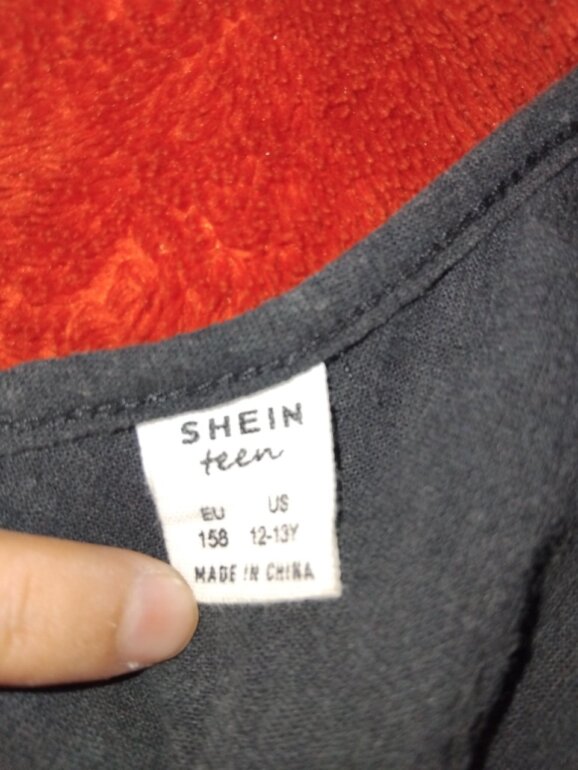 SHEIN
teen
EU US
158 12-13Y
MADE IN CHINA